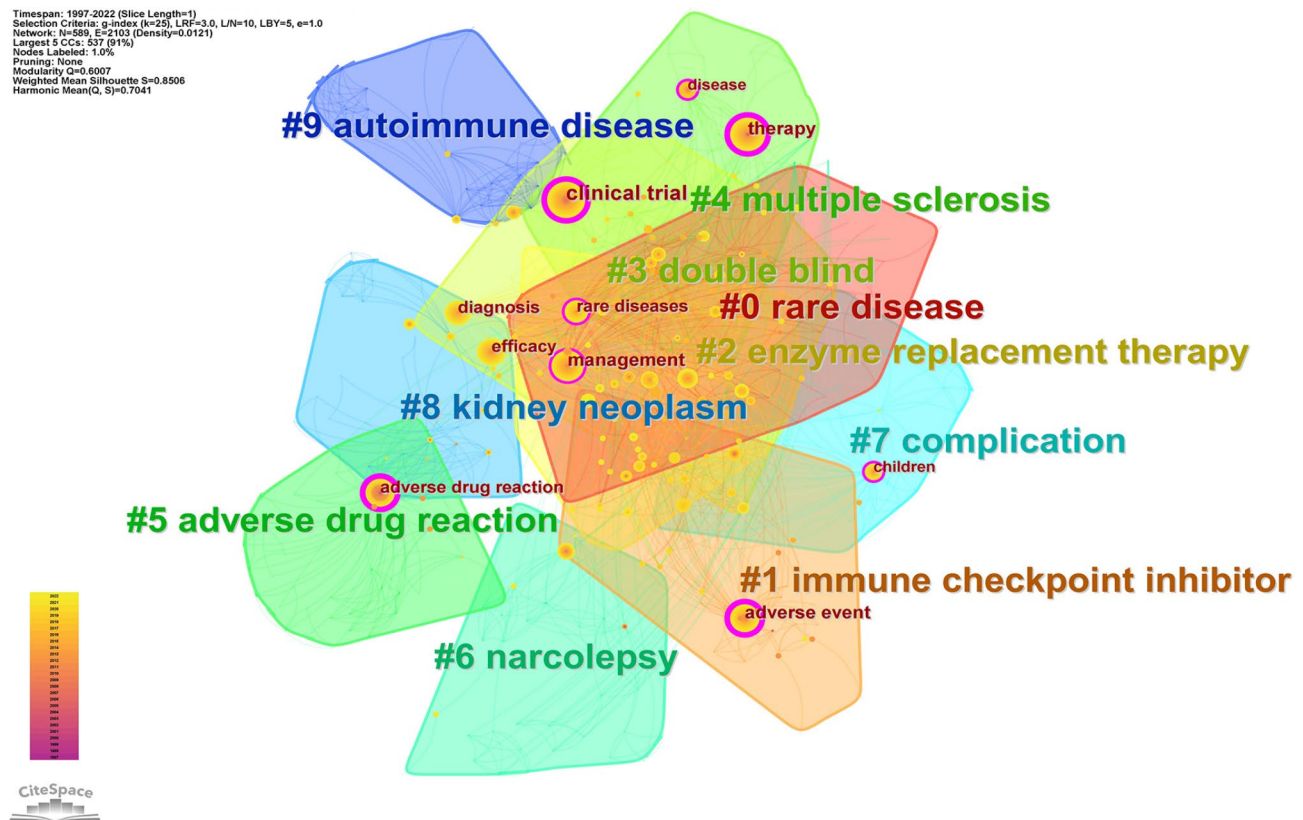 Timespan: 1997-2022 (Slice Length=1)
Selection Criteria: g-index (k=25), LRF=3.0, L/N=10, LBY=5, e=1.0
Network: N=589, E=2103 (Density=0.0121)
Largest 5 CCs: 537 (91%)
Nodes Labeled: 1.0%
Pruning: None
Modularity Q=0.6007
Weighted Mean Silhouette S=0.8506
Harmonic Mean(Q, S)=0.7041
disease
#9 autoimmune disease
therapy
clinical trial
#4 multiple sclerosis
#3 double blind
diagnosis
rare diseases
#0 rare disease
efficacy
management
#2 enzyme replacement therapy
#8 kidney neoplasm
#7 complication
children
adverse drug reaction
#5 adverse drug reaction
#1 immune checkpoint inhibitor
adverse event
#6 narcolepsy
CiteSpace